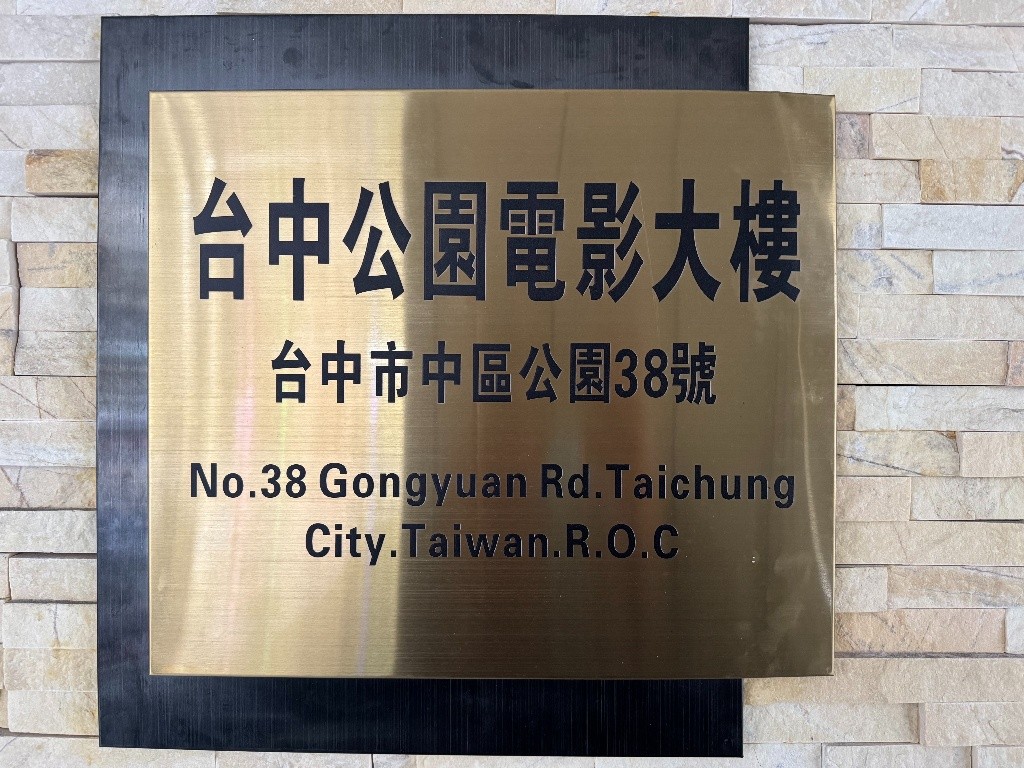 台中公園電影大樓
台中市中區公園38號
No.38 Gongyuan Rd.Taichung
City.Taiwan.R.O.C